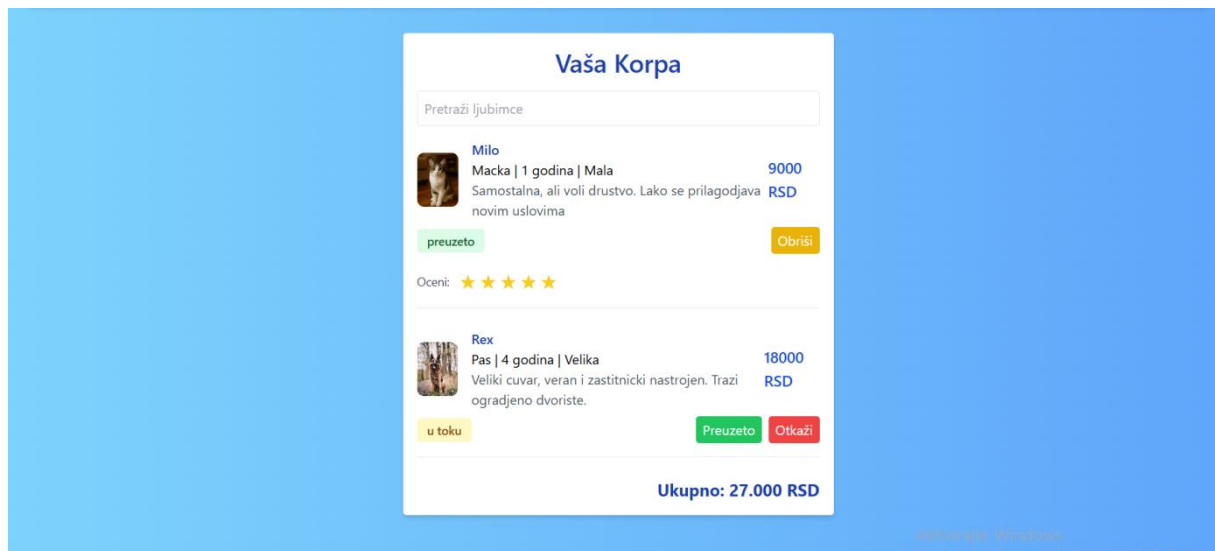 Vaša Korpa
Pretraži ljubimce
Milo
Macka | 1 godina | Mala
9000
Samostalna, ali voli drustvo. Lako se prilagodjava
RSD
novim uslovima
preuzeto
Obriši
Oceni: ★ ★ ★ ★ ★
Rex
Pas | 4 godina | Velika
18000
Veliki cuvar, veran i zastitnicki nastrojen. Trazi
RSD
ogradjeno dvoriste.
u toku
Preuzeto
Otkaži
Ukupno: 27.000 RSD